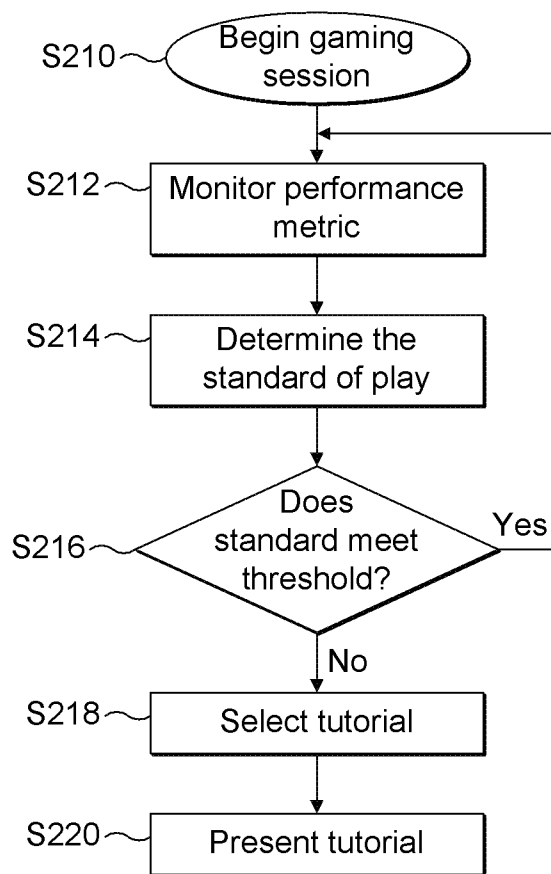 S210
Begin gaming
session
S212
Monitor performance
metric
S214
Determine the
standard of play
S216
Does
standard meet
threshold?
Yes
No
S218
Select tutorial
S220
Present tutorial